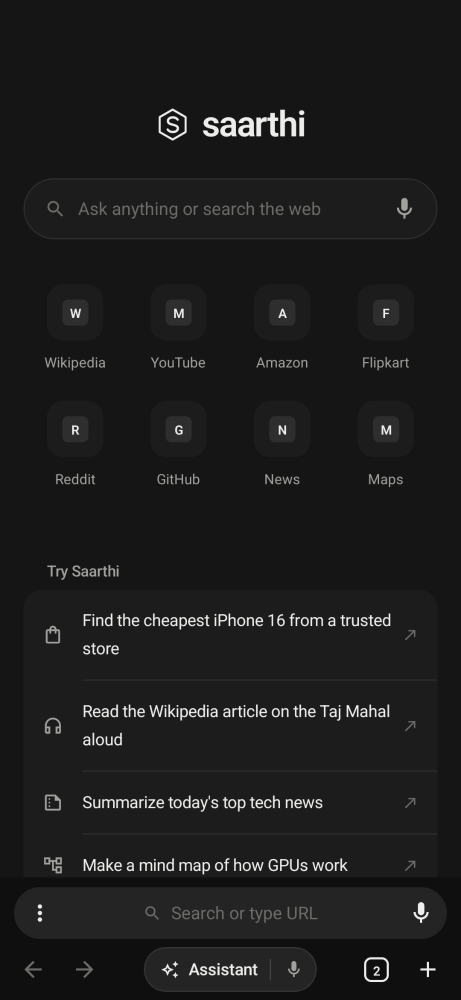 saarthi
Ask anything or search the web
W M A F
Wikipedia YouTube Amazon Flipkart
R G N M
Reddit GitHub News Maps
Try Saarthi
Find the cheapest iPhone 16 from a trusted
store
Read the Wikipedia article on the Taj Mahal
aloud
Summarize today's top tech news
Make a mind map of how GPUs work
Search or type URL
Assistant 2